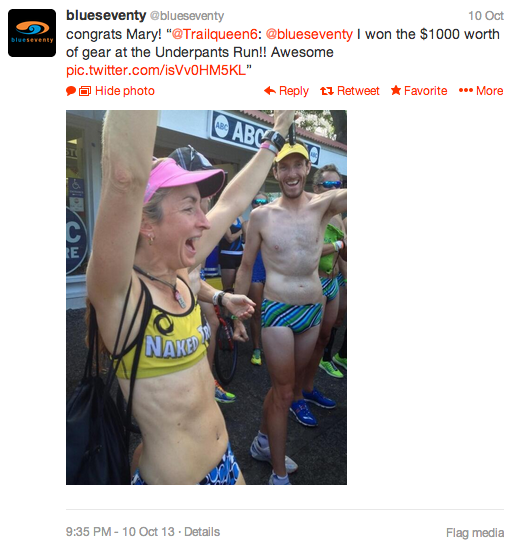 blueseventy
blueseventy @blueseventy 10 Oct
congrats Mary! “@Trailqueen6: @blueseventy I won the $1000 worth
of gear at the Underpants Run!! Awesome
pic.twitter.com/isVv0HM5KL”
Hide photo Reply Retweet Favorite More
ABC ABC
C
RE
NAKED
9:35 PM - 10 Oct 13 · Details Flag media